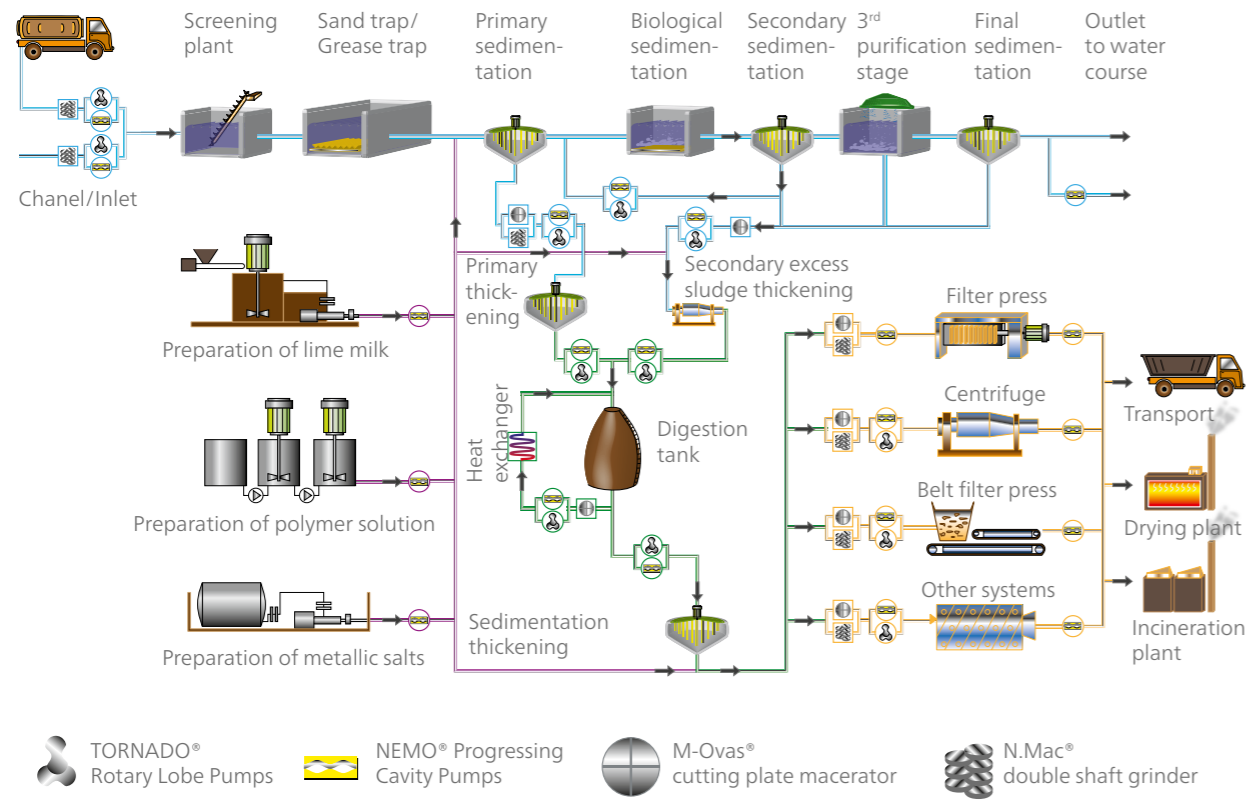 Screening
plant
Sand trap/
Grease trap
Primary
sedimen-
tation
Biological
sedimen-
tation
Secondary
sedimen-
tation
3rd
purification
stage
Final
sedimen-
tation
Outlet
to water
course
Chanel/Inlet
Primary
thick-
ening
Secondary excess
sludge thickening
Preparation of lime milk
Filter press
Transport
Heat
exchanger
Digestion
tank
Centrifuge
Preparation of polymer solution
Belt filter press
Drying plant
Other systems
Sedimentation
thickening
Incineration
plant
Preparation of metallic salts
TORNADO®
Rotary Lobe Pumps
NEMO® Progressing
Cavity Pumps
M-Ovas®
cutting plate macerator
N.Mac®
double shaft grinder